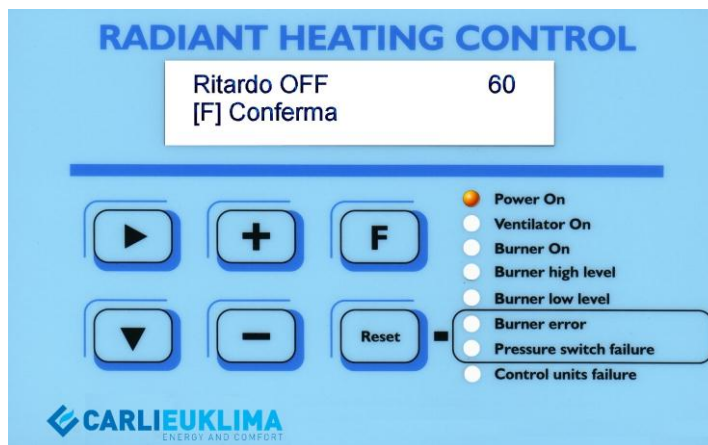 RADIANT HEATING CONTROL
Ritardo OFF 60
[F] Conferma
F
Reset
Power On
Ventilator On
Burner On
Burner high level
Burner low level
Burner error
Pressure switch failure
Control units failure
CARLIEUKLIMA
ENERGY AND COMFORT